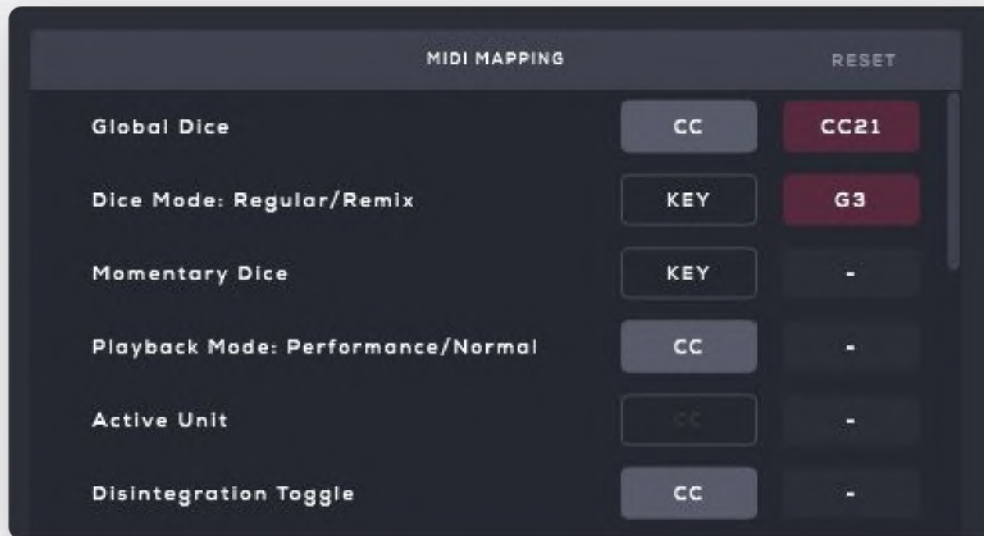 MIDI MAPPING RESET
Global Dice CC CC21
Dice Mode: Regular/Remix KEY G3
Momentary Dice KEY -
Playback Mode: Performance/Normal CC -
Active Unit CC -
Disintegration Toggle CC -